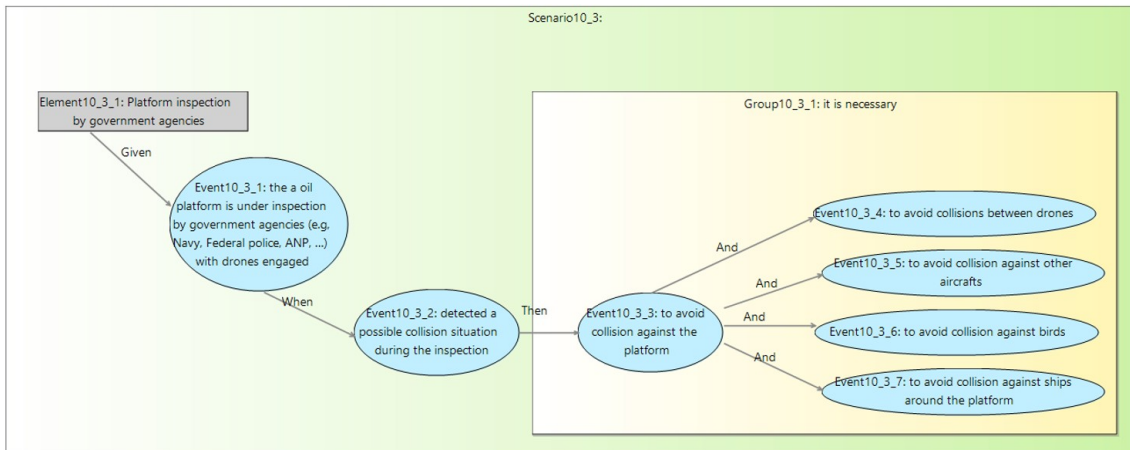 Scenario10_3:
Element10_3_1: Platform inspection
by government agencies
Given
Event10_3_1: the a oil
platform is under inspection
by government agencies (e.g,
Navy, Federal police, ANP, ...)
with drones engaged
When
Event10_3_2: detected a
possible collision situation
during the inspection
Then
Group10_3_1: it is necessary
Event10_3_3: to avoid
collision against the
platform
And
Event10_3_4: to avoid collisions between drones
And
Event10_3_5: to avoid collision against other
aircrafts
And
Event10_3_6: to avoid collision against birds
And
Event10_3_7: to avoid collision against ships
around the platform